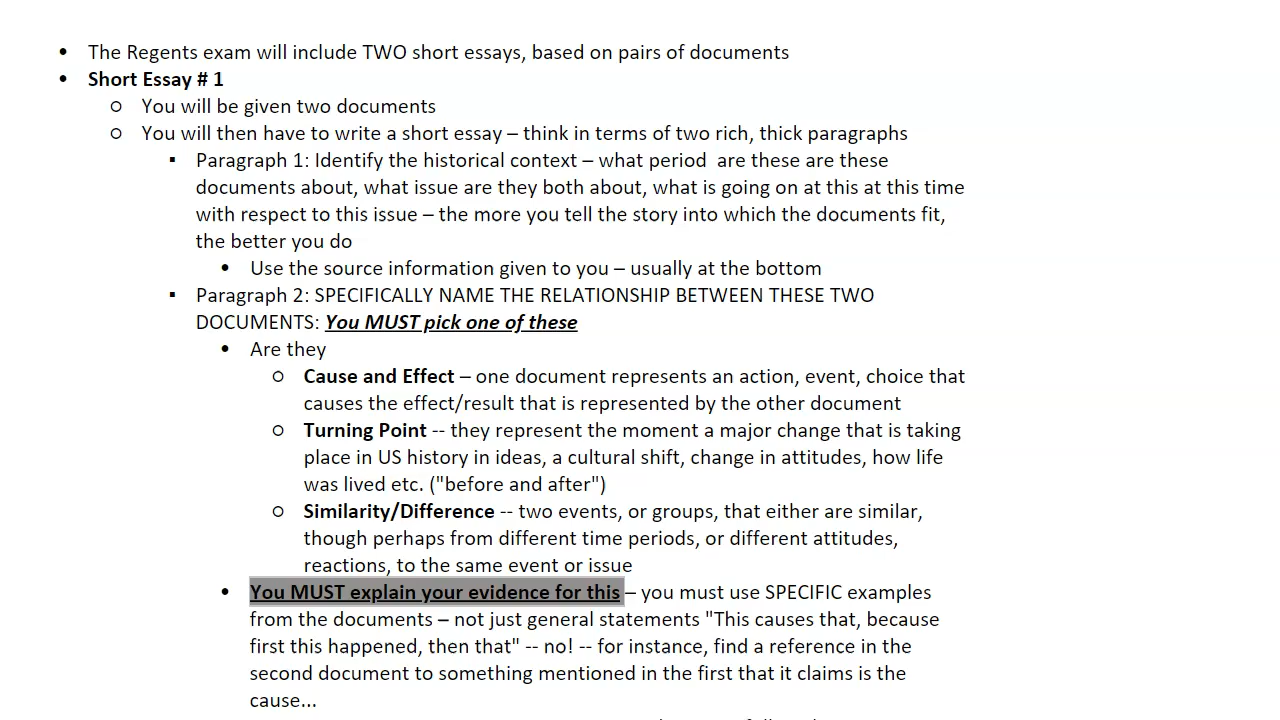 • The Regents exam will include TWO short essays, based on pairs of documents
• Short Essay # 1
o You will be given two documents
o You will then have to write a short essay – think in terms of two rich, thick paragraphs
▪ Paragraph 1: Identify the historical context – what period  are these are these
documents about, what issue are they both about, what is going on at this at this time
with respect to this issue – the more you tell the story into which the documents fit,
the better you do
• Use the source information given to you – usually at the bottom
▪ Paragraph 2: SPECIFICALLY NAME THE RELATIONSHIP BETWEEN THESE TWO
DOCUMENTS: You MUST pick one of these
• Are they
o Cause and Effect – one document represents an action, event, choice that
causes the effect/result that is represented by the other document
o Turning Point -- they represent the moment a major change that is taking
place in US history in ideas, a cultural shift, change in attitudes, how life
was lived etc. ("before and after")
o Similarity/Difference -- two events, or groups, that either are similar,
though perhaps from different time periods, or different attitudes,
reactions, to the same event or issue
• You MUST explain your evidence for this – you must use SPECIFIC examples
from the documents – not just general statements "This causes that, because
first this happened, then that" -- no! -- for instance, find a reference in the
second document to something mentioned in the first that it claims is the
cause...